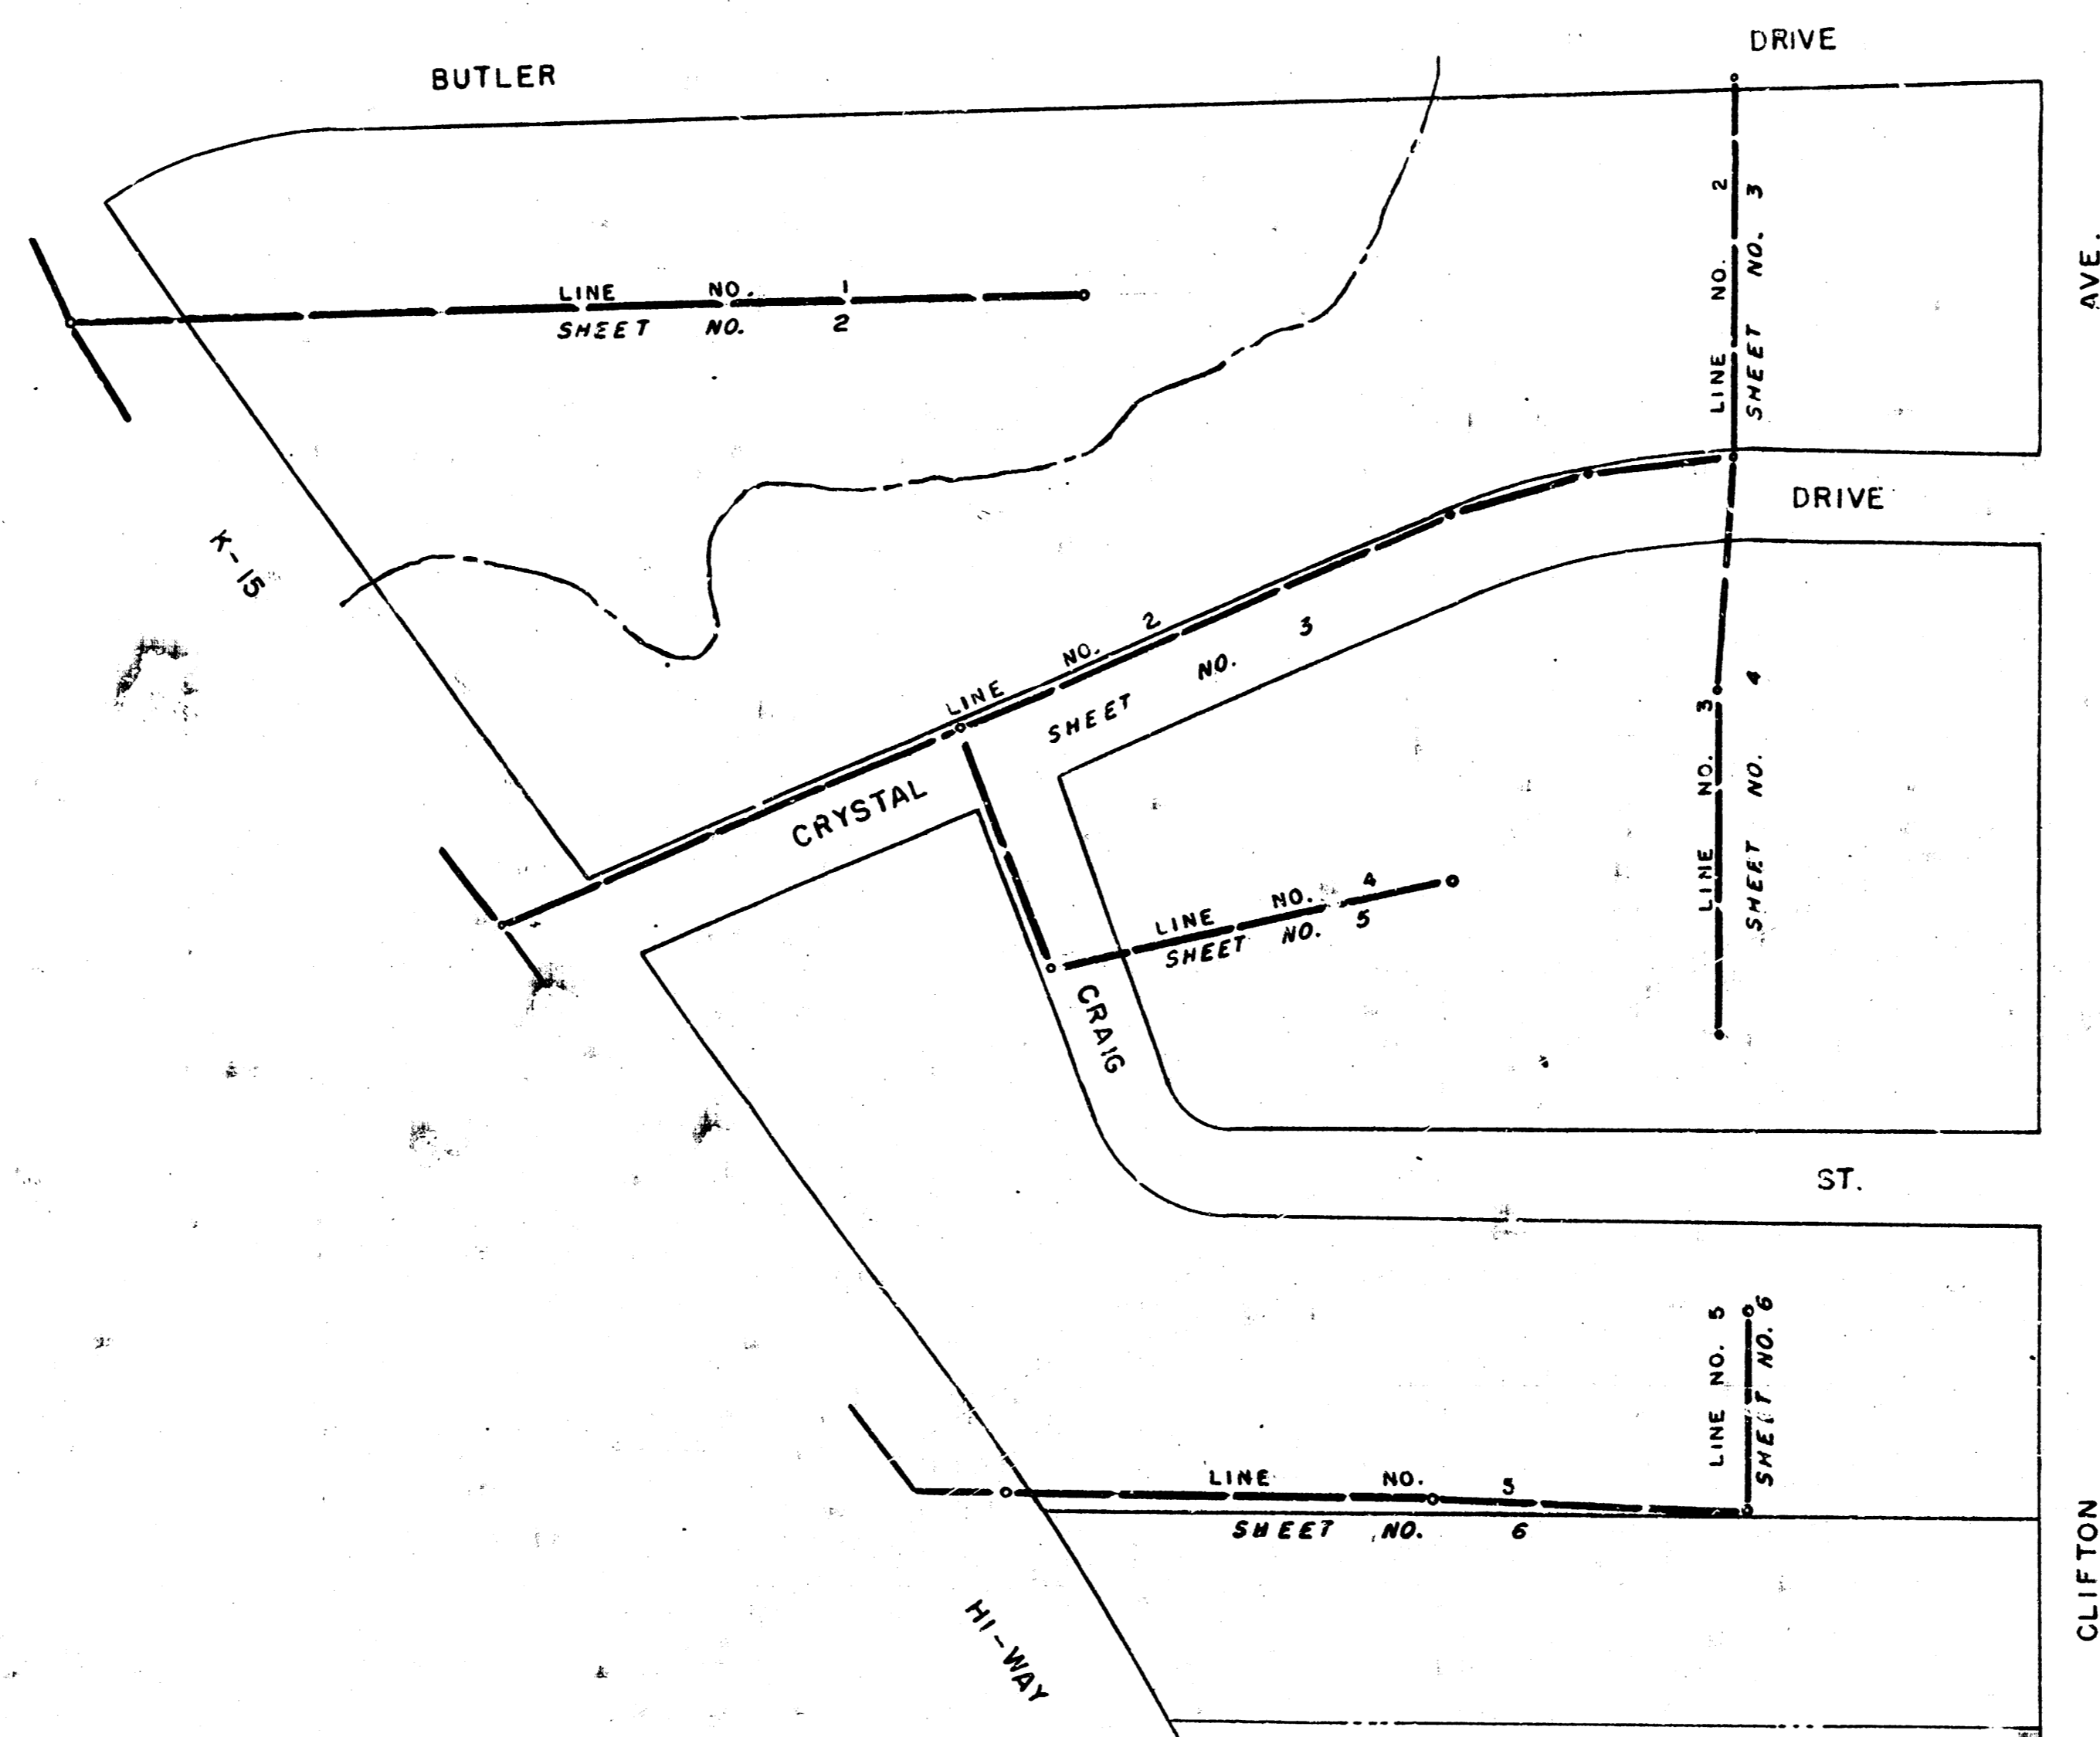 BUTLER DRIVE
LINE NO. 1
SHEET NO. 2
LINE NO. 2
SHEET NO. 3
AVE.
K-15
DRIVE
LINE NO. 2
SHEET NO. 3
CRYSTAL
LINE NO. 3
SHEET NO. 4
LINE NO. 4
SHEET NO. 5
CRAIG
ST.
LINE NO. 5
SHEET NO. 6
LINE NO. 5
SHEET NO. 6
HI-WAY
CLIFTON